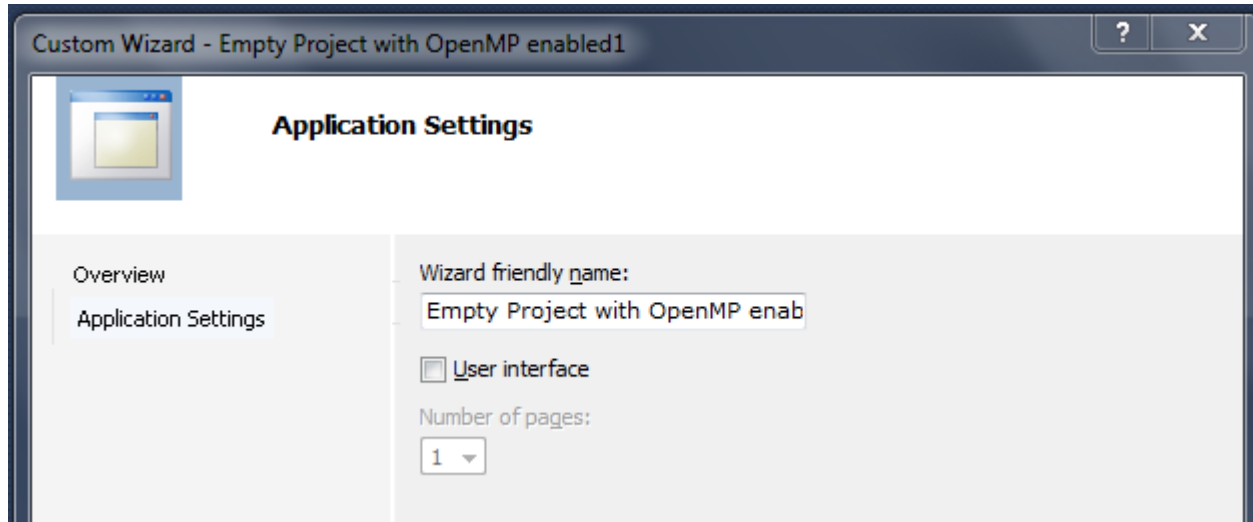 Custom Wizard - Empty Project with OpenMP enabled1
?
x
Application Settings
Overview
Application Settings
Wizard friendly name:
Empty Project with OpenMP enab
User interface
Number of pages:
1